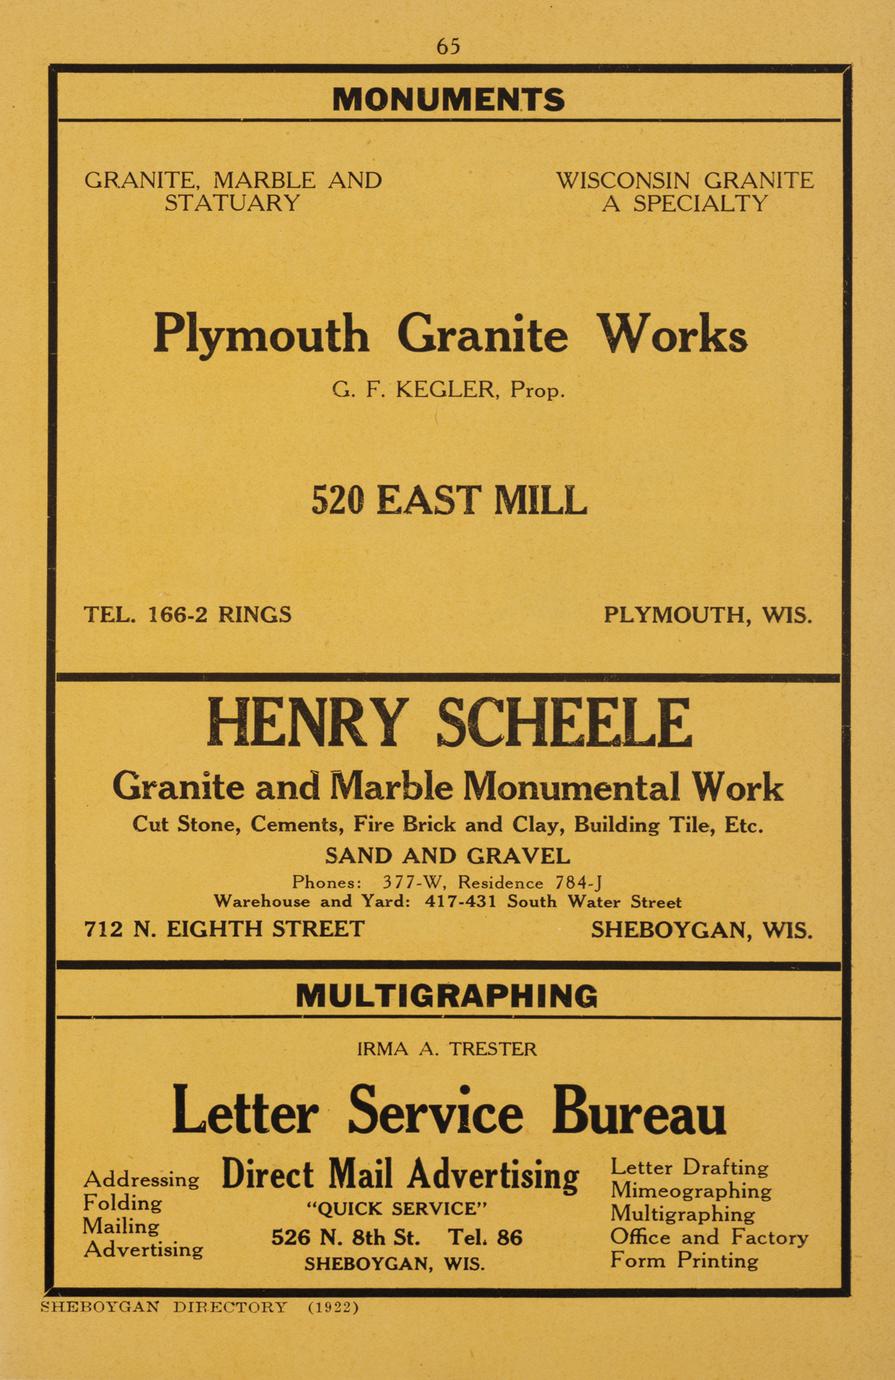 65
MONUMENTS
GRANITE, MARBLE AND
STATUARY
WISCONSIN GRANITE
A SPECIALTY
Plymouth Granite Works
G. F. KEGLER, Prop.
520 EAST MILL
TEL. 166-2 RINGS
PLYMOUTH, WIS.
HENRY SCHEELE
Granite and Marble Monumental Work
Cut Stone, Cements, Fire Brick and Clay, Building Tile, Etc.
SAND AND GRAVEL
Phones: 377-W, Residence 784-J
Warehouse and Yard: 417-431 South Water Street
712 N. EIGHTH STREET
SHEBOYGAN, WIS.
MULTIGRAPHING
IRMA A. TRESTER
Letter Service Bureau
Addressing
Folding
Mailing
Advertising
Direct Mail Advertising
"QUICK SERVICE"
526 N. 8th St. Tel. 86
SHEBOYGAN, WIS.
Letter Drafting
Mimeographing
Multigraphing
Office and Factory
Form Printing
SHEBOYGAN DIRECTORY (1922)